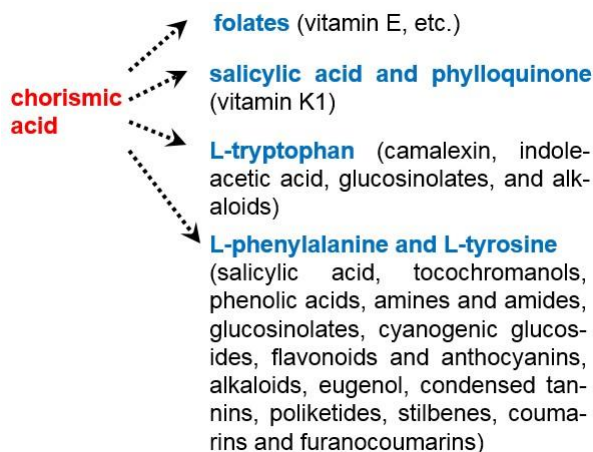 folates (vitamin E, etc.)
salicylic acid and phylloquinone
(vitamin K1)
chorismic
acid
L-tryptophan (camalexin, indole-
acetic acid, glucosinolates, and alk-
aloids)
L-phenylalanine and L-tyrosine
(salicylic acid, tocochromanols,
phenolic acids, amines and amides,
glucosinolates, cyanogenic glucos-
ides, flavonoids and anthocyanins,
alkaloids, eugenol, condensed tan-
nins, poliketides, stilbenes, couma-
rins and furanocoumarins)